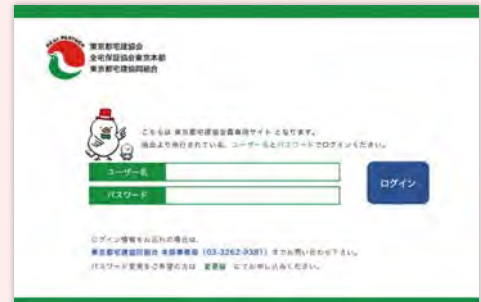 東京都宅建協会
全宅保証協会東京本部
東京都宅建協同組合
こちらは 東京都宅建協会員専用サイト となります。
協会より発行されている、ユーザー名とパスワードでログインください。
ユーザー名
パスワード
ログイン
ログイン情報をお忘れの場合は、
東京都宅建協同組合 本部事務局（03-3262-9381）までお問い合わせ下さい。
パスワード変更をご希望の方は 変更届 にてお申し込みください。